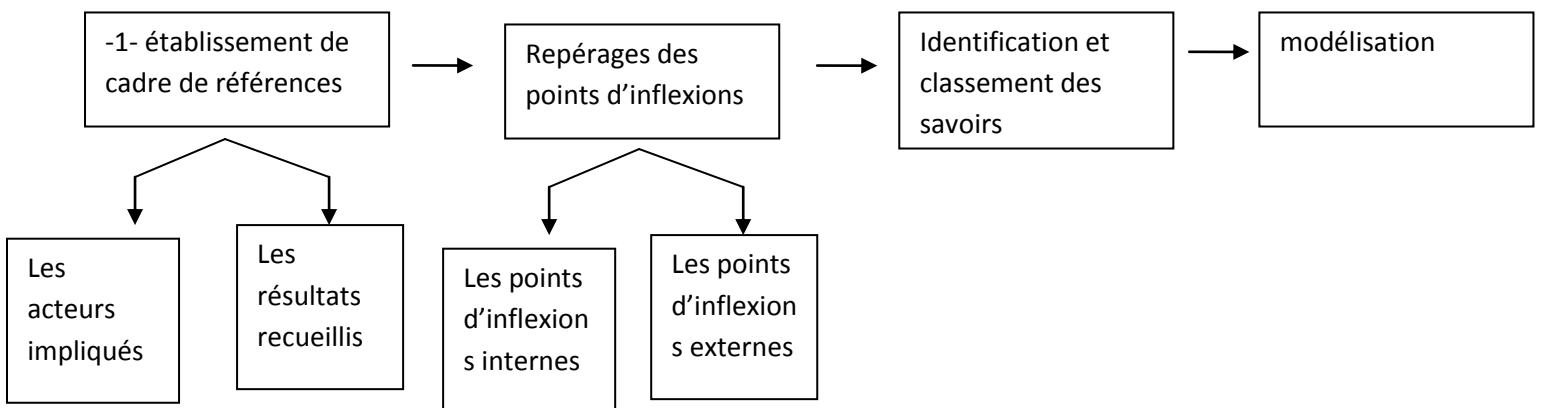 -1- établissement de
cadre de références
Repérages des
points d’inflexions
Identification et
classement des
savoirs
modélisation
Les
acteurs
impliqués
Les
résultats
recueillis
Les points
d’inflexion
s internes
Les points
d’inflexion
s externes